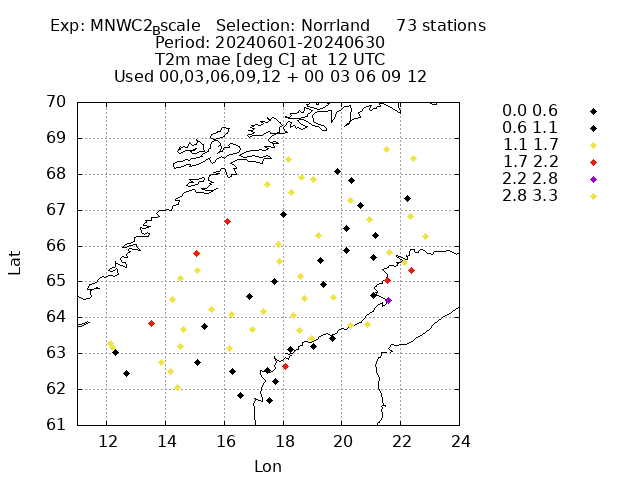 Exp: MNWC2Bscale   Selection: Norrland     73 stations
Period: 20240601-20240630
T2m mae [deg C] at  12 UTC
Used 00,03,06,09,12 + 00 03 06 09 12
0.0 0.6
0.6 1.1
1.1 1.7
1.7 2.2
2.2 2.8
2.8 3.3
Lat
70
69
68
67
66
65
64
63
62
61
12 14 16 18 20 22 24
Lon